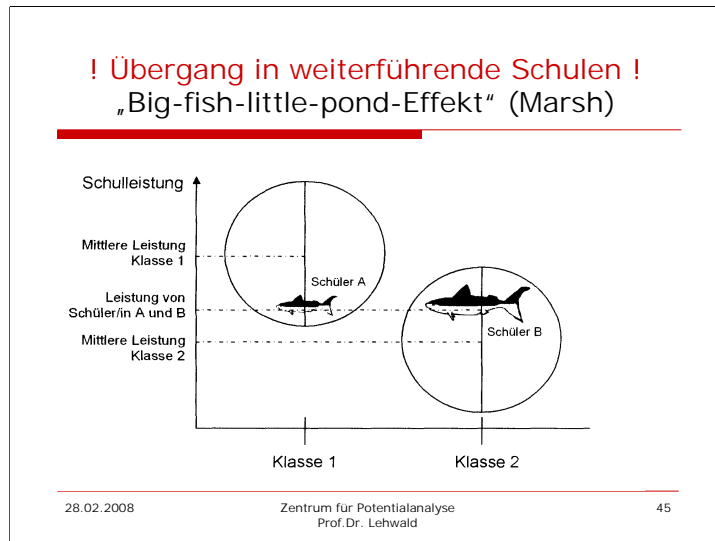 ! Übergang in weiterführende Schulen !
„Big-fish-little-pond-Effekt“ (Marsh)
Schulleistung
Mittlere Leistung
Klasse 1
Schüler A
Leistung von
Schüler/in A und B
Schüler B
Mittlere Leistung
Klasse 2
Klasse 1
Klasse 2
28.02.2008
Zentrum für Potentialanalyse
Prof.Dr. Lehwald
45